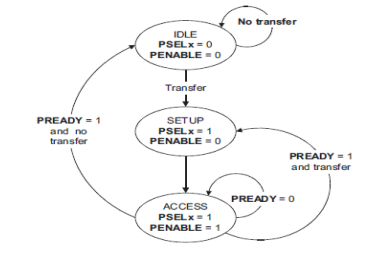 No transfer
IDLE
PSELx = 0
PENABLE = 0
Transfer
SETUP
PSELx = 1
PENABLE = 0
PREADY = 1
and no
transfer
PREADY = 1
and transfer
PREADY = 0
ACCESS
PSELx = 1
PENABLE = 1